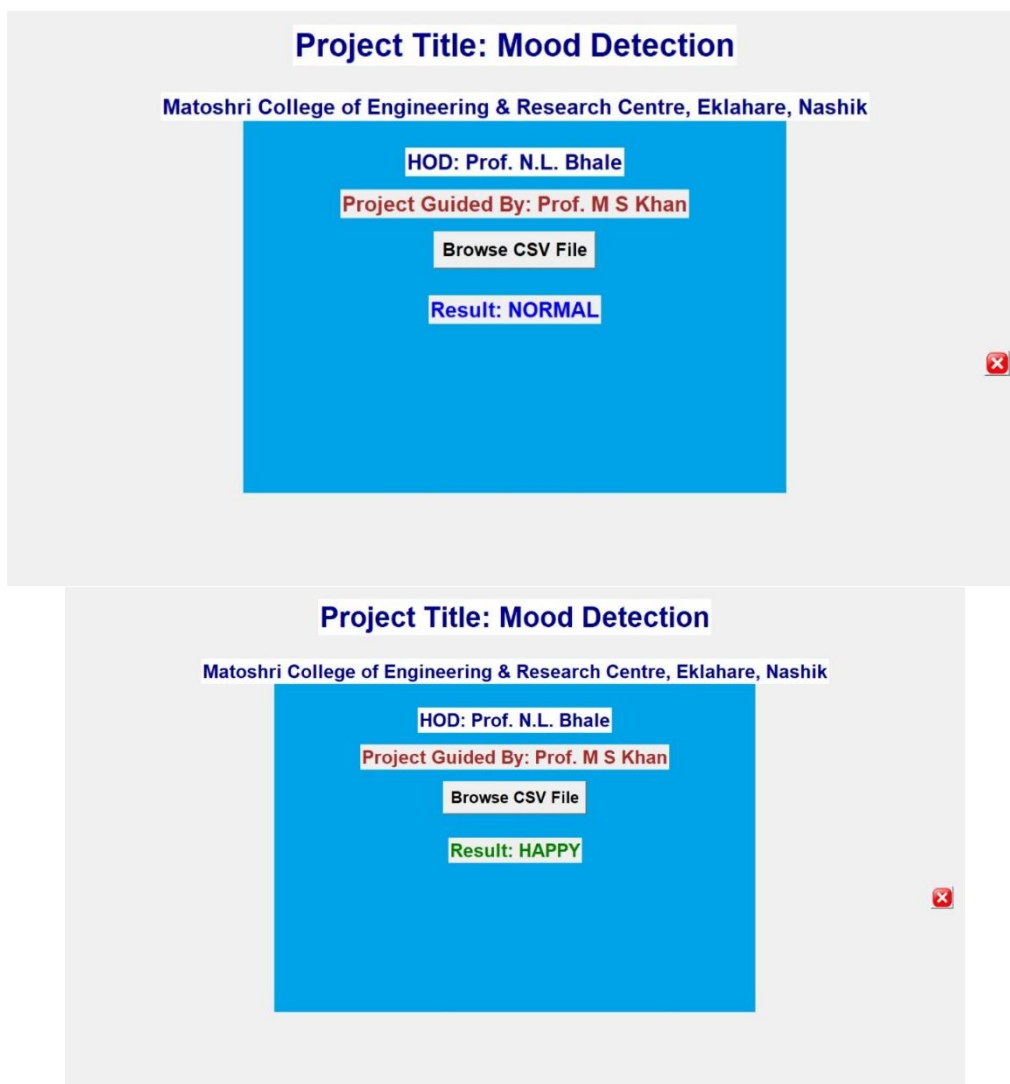 Project Title: Mood Detection
Matoshri College of Engineering & Research Centre, Eklahare, Nashik
HOD: Prof. N.L. Bhale
Project Guided By: Prof. M S Khan
Browse CSV File
Result: NORMAL
Project Title: Mood Detection
Matoshri College of Engineering & Research Centre, Eklahare, Nashik
HOD: Prof. N.L. Bhale
Project Guided By: Prof. M S Khan
Browse CSV File
Result: HAPPY